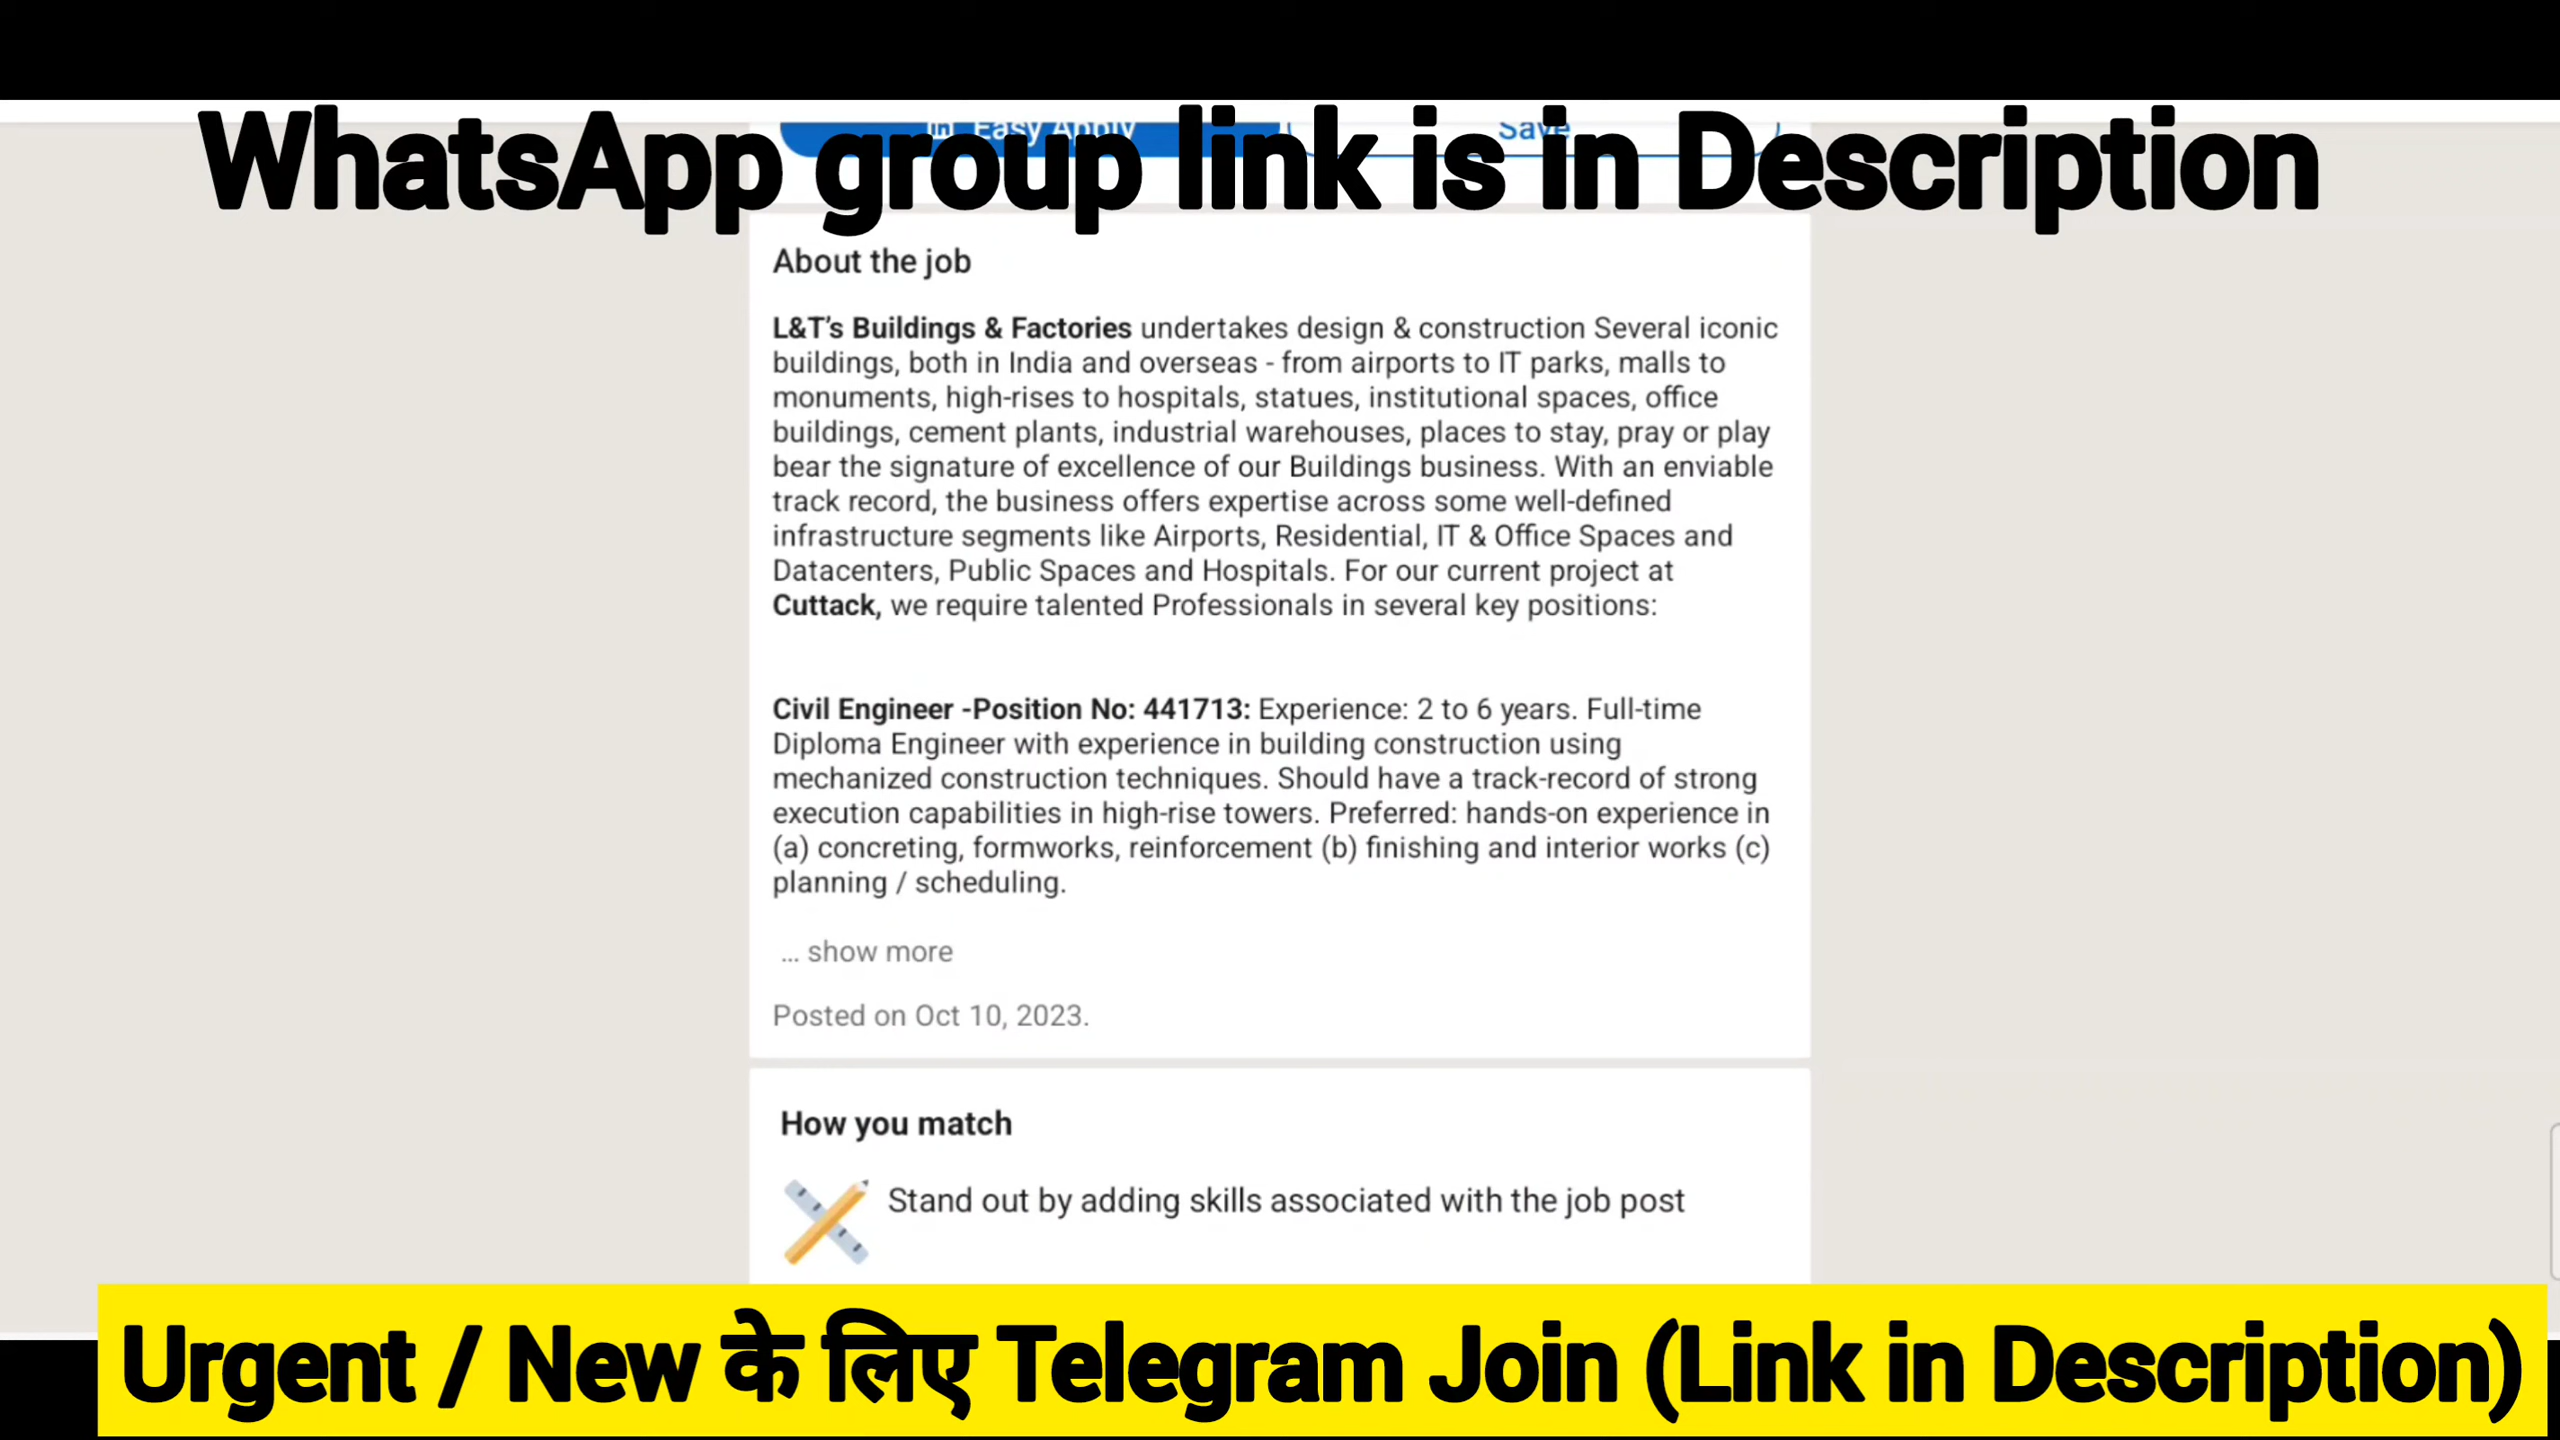 WhatsApp group link is in Description
Easy Apply
Save
About the job
L&T's Buildings & Factories undertakes design & construction Several iconic
buildings, both in India and overseas - from airports to IT parks, malls to
monuments, high-rises to hospitals, statues, institutional spaces, office
buildings, cement plants, industrial warehouses, places to stay, pray or play
bear the signature of excellence of our Buildings business. With an enviable
track record, the business offers expertise across some well-defined
infrastructure segments like Airports, Residential, IT & Office Spaces and
Datacenters, Public Spaces and Hospitals. For our current project at
Cuttack, we require talented Professionals in several key positions:
Civil Engineer -Position No: 441713: Experience: 2 to 6 years. Full-time
Diploma Engineer with experience in building construction using
mechanized construction techniques. Should have a track-record of strong
execution capabilities in high-rise towers. Preferred: hands-on experience in
(a) concreting, formworks, reinforcement (b) finishing and interior works (c)
planning / scheduling.
... show more
Posted on Oct 10, 2023.
How you match
Stand out by adding skills associated with the job post
Urgent / New के लिए Telegram Join (Link in Description)